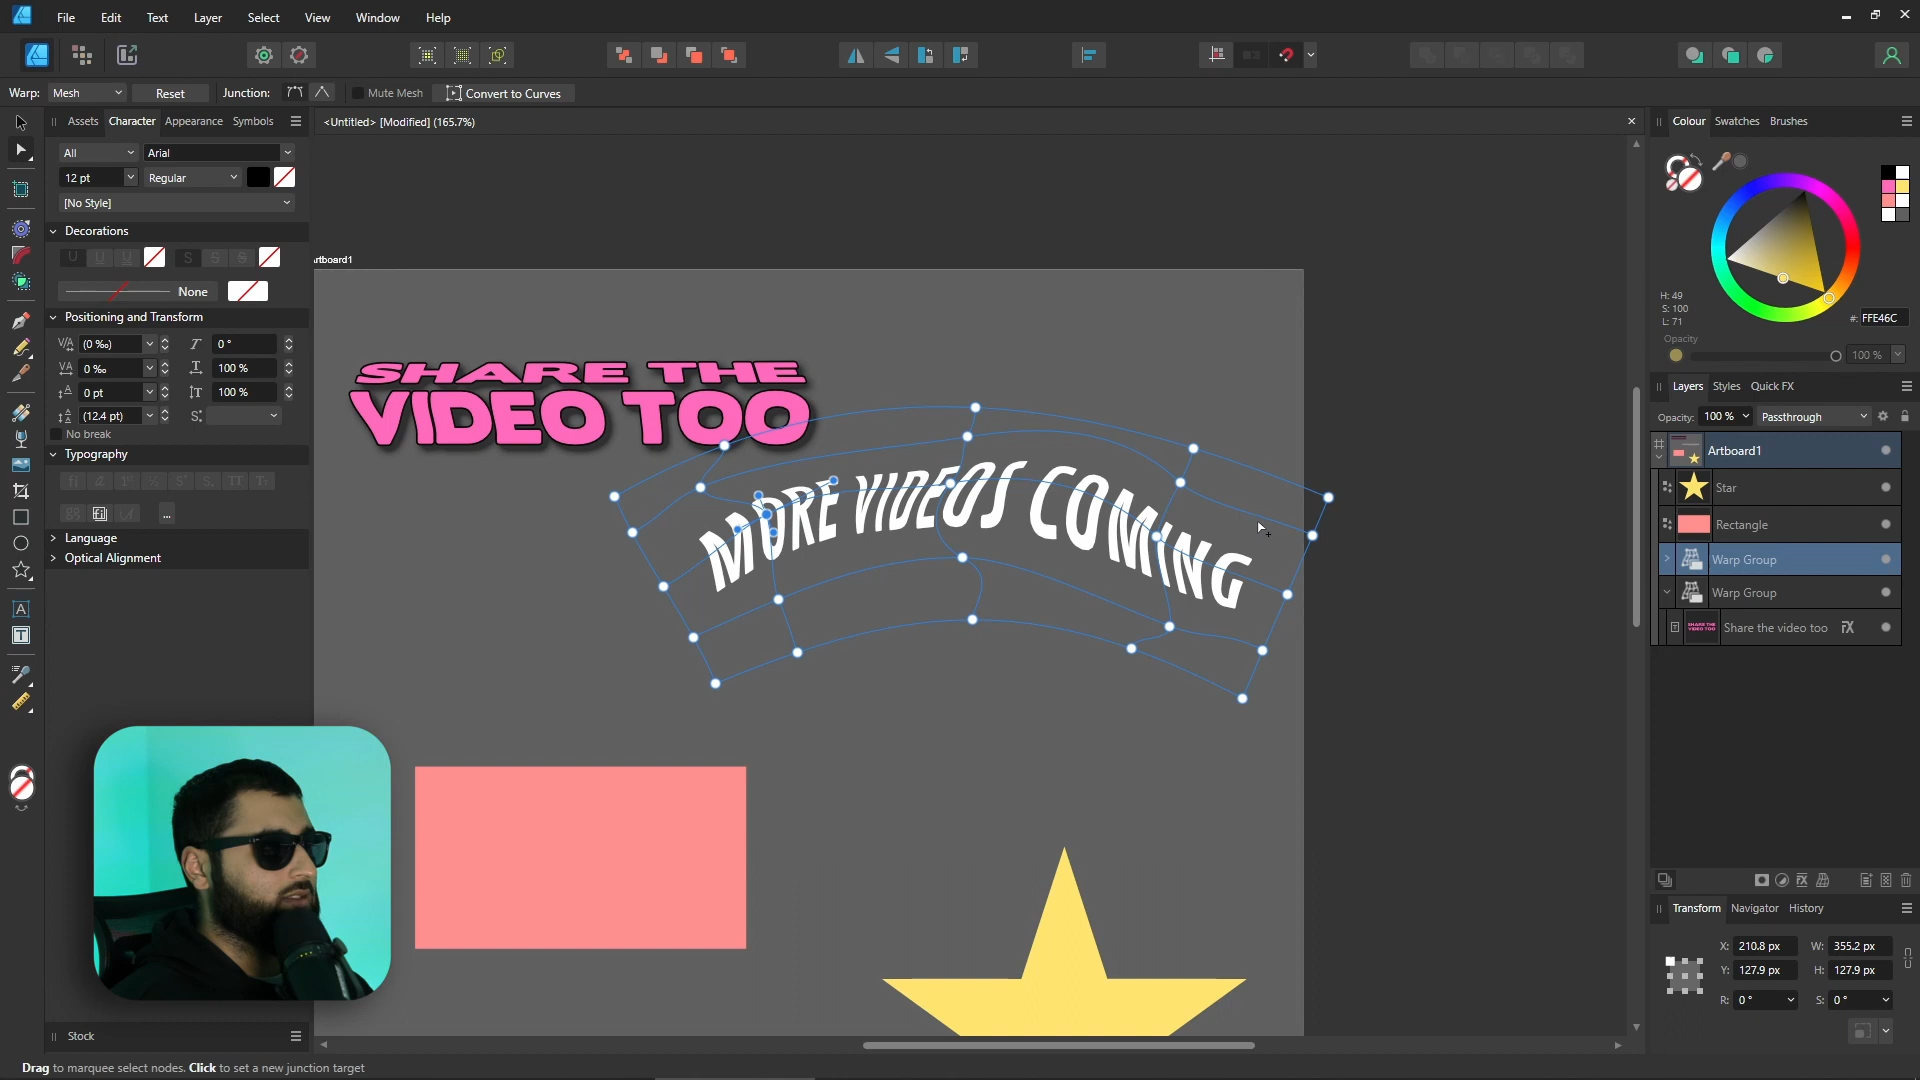 File Edit Text Layer Select View Window Help
Warp: Mesh Reset Junction: Mute Mesh Convert to Curves
Assets Character Appearance Symbols
<Untitled> [Modified] (165.7%)
Colour Swatches Brushes
All Arial
12 pt Regular
[No Style]
Decorations
U U U S S S
None
Positioning and Transform
(0 ‰) 0 °
0 ‰ 100 %
0 pt 100 %
(12.4 pt)
No break
Typography
...
Language
Optical Alignment
Artboard1
SHARE THE
VIDEO TOO
MORE VIDEOS COMING
H: 49
S: 100
L: 71
#: FFE46C
Opacity
100 %
Layers Styles Quick FX
Opacity: 100 % Passthrough
Artboard1
Star
Rectangle
Warp Group
Warp Group
SHARE THE
VIDEO TOO
Share the video too
Transform Navigator History
X: 210.8 px W: 355.2 px
Y: 127.9 px H: 127.9 px
R: 0 ° S: 0 °
Stock
Drag to marquee select nodes. Click to set a new junction target